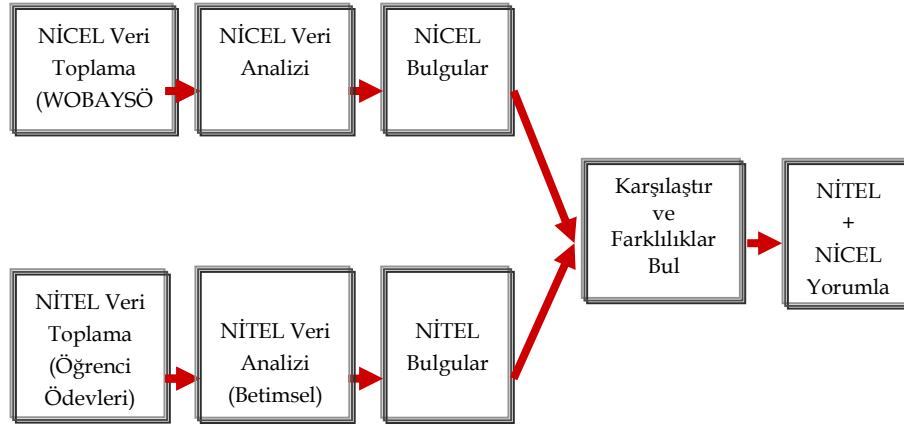 NİCEL Veri
Toplama
(WOBAYSÖ
NİCEL Veri
Analizi
NİCEL
Bulgular
Karşılaştır
ve
Farklılıklar
Bul
NİTEL
+
NİCEL
Yorumla
NİTEL Veri
Toplama
(Öğrenci
Ödevleri)
NİTEL Veri
Analizi
(Betimsel)
NİTEL
Bulgular